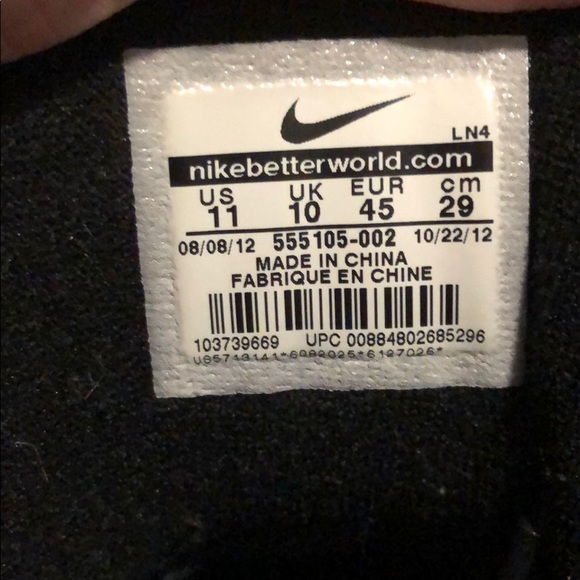 LN4
nikebetterworld.com
US UK EUR cm
11 10 45 29
08/08/12 555105-002 10/22/12
MADE IN CHINA
FABRIQUE EN CHINE
103739669 UPC 00884802685296